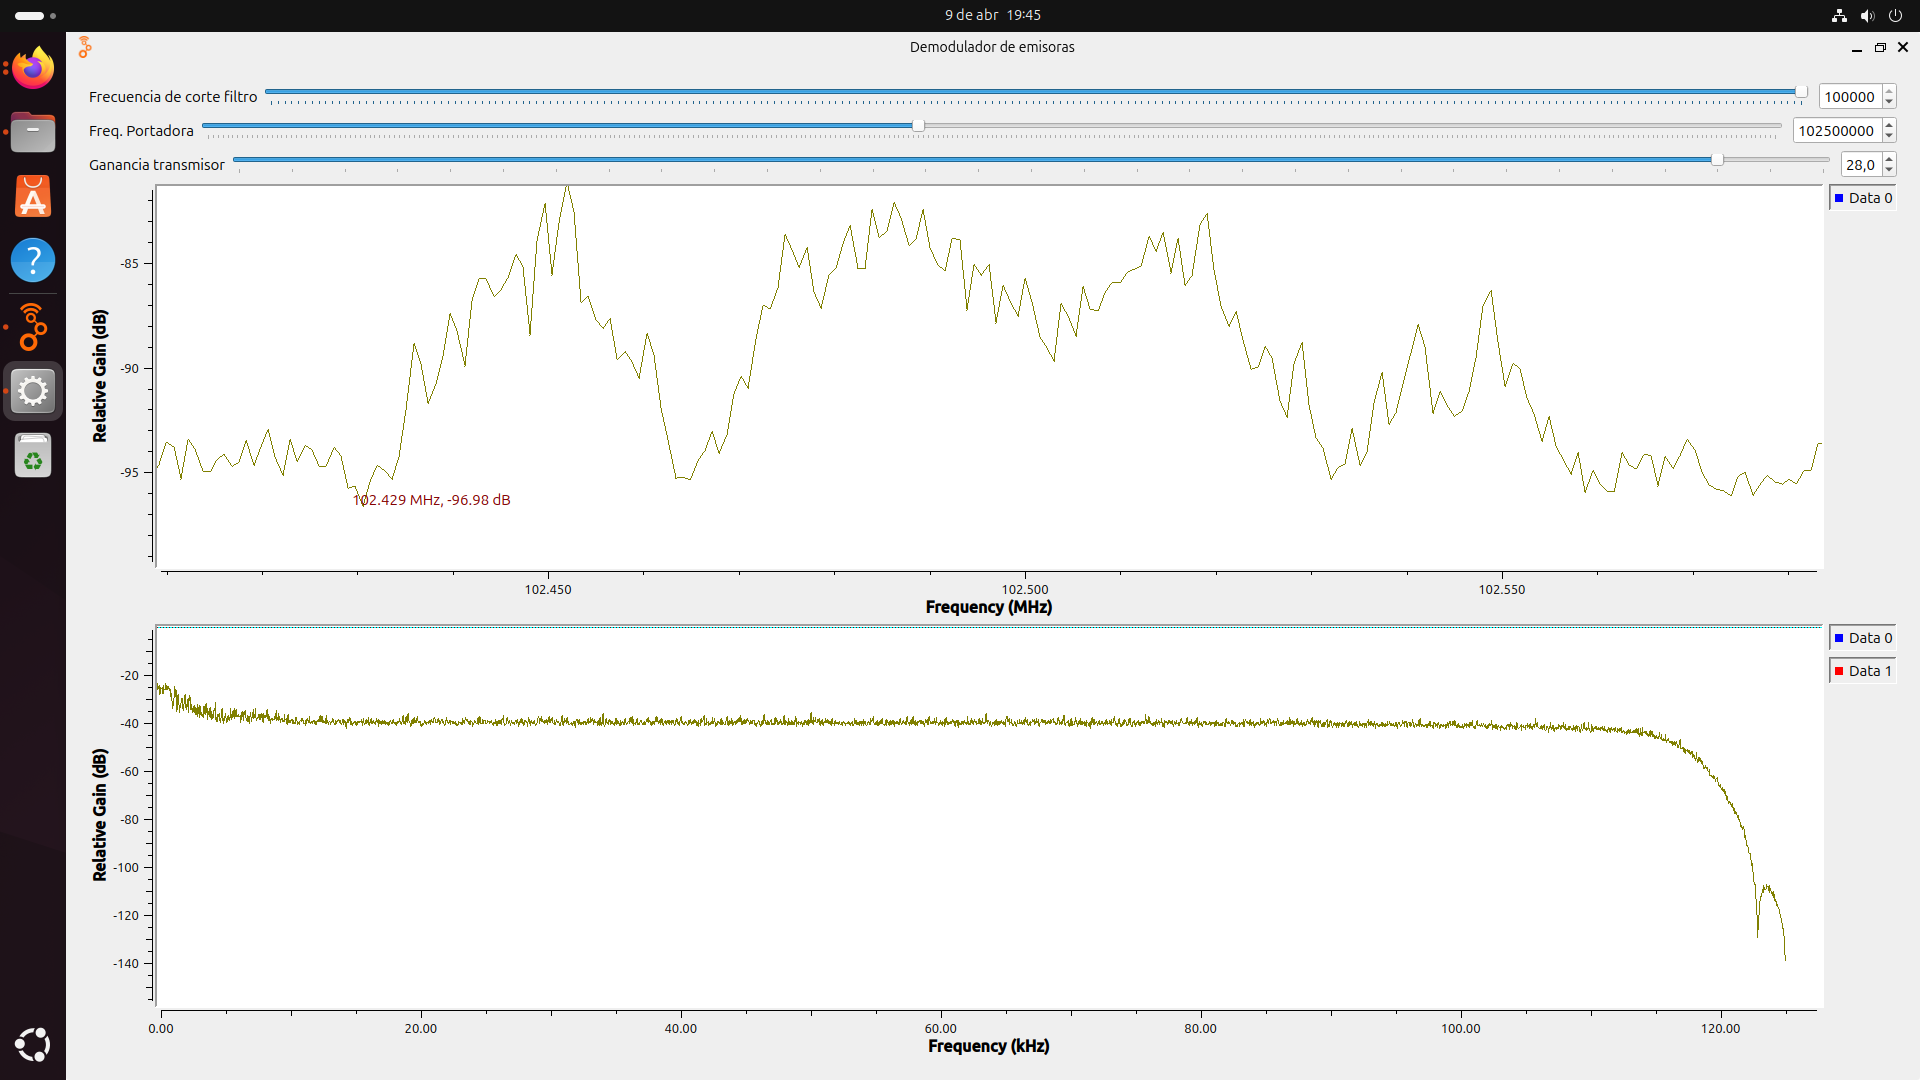 9 de abr 19:45
Demodulador de emisoras
Frecuencia de corte filtro 100000
Freq. Portadora 102500000
Ganancia transmisor 28,0
Data 0
-85
-90
-95
Relative Gain (dB)
102.429 MHz, -96.98 dB
102.450 102.500 102.550
Frequency (MHz)
Data 0
Data 1
-20
-40
-60
-80
-100
-120
-140
Relative Gain (dB)
0.00 20.00 40.00 60.00 80.00 100.00 120.00
Frequency (kHz)